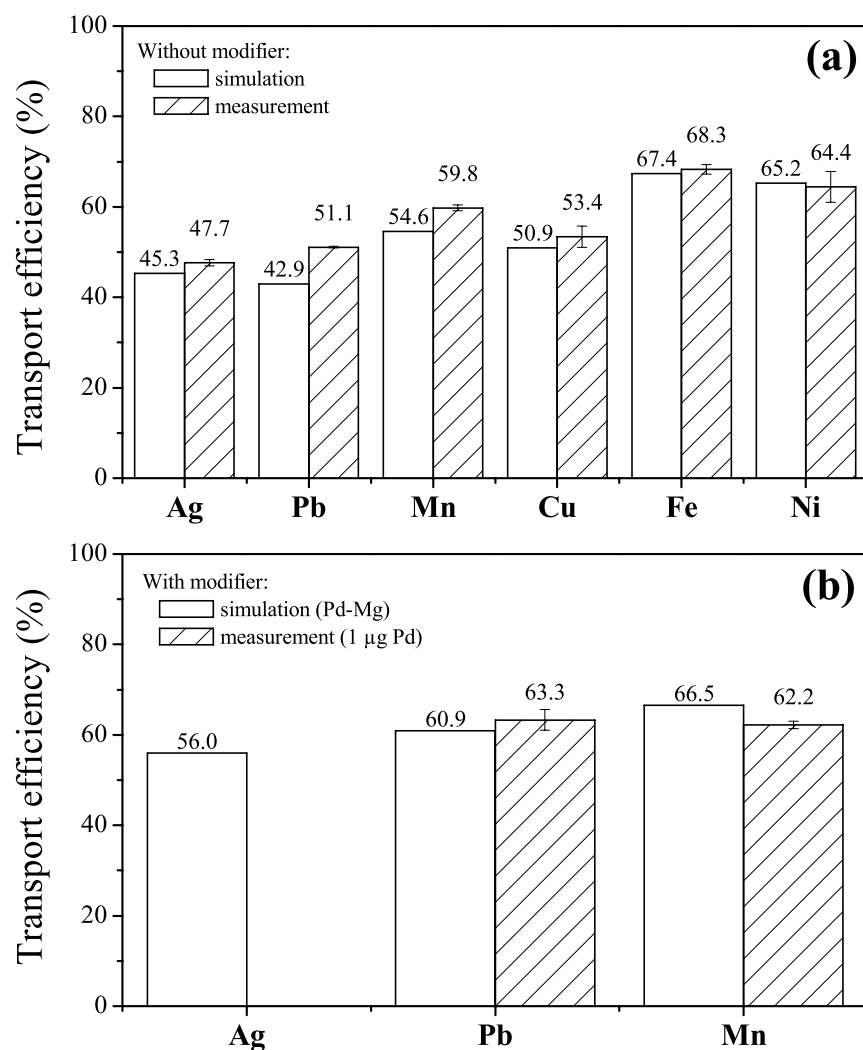 100
80
60
40
20
0
Transport efficiency (%)
Without modifier:
simulation
measurement
(a)
45.3
47.7
42.9
51.1
54.6
59.8
50.9
53.4
67.4
68.3
65.2
64.4
Ag Pb Mn Cu Fe Ni
100
80
60
40
20
0
Transport efficiency (%)
With modifier:
simulation (Pd-Mg)
measurement (1 µg Pd)
(b)
56.0
60.9
63.3
66.5
62.2
Ag Pb Mn